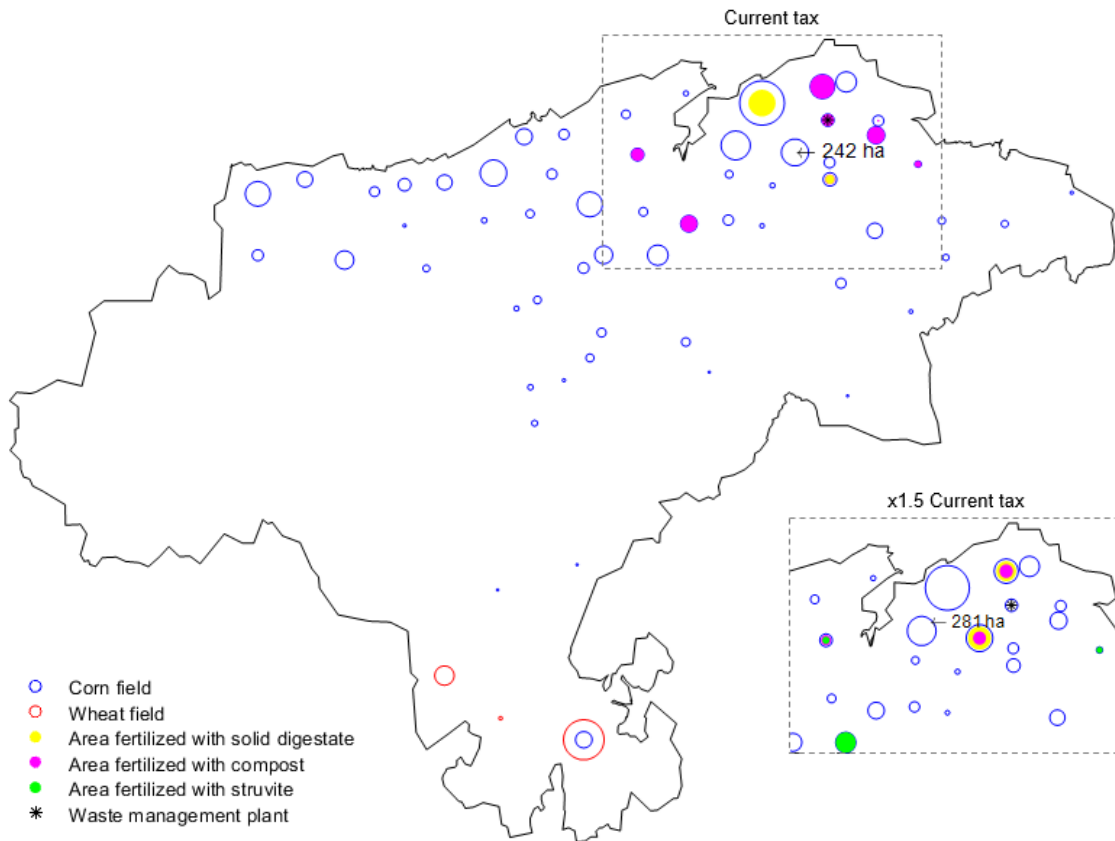 Current tax
← 242 ha
x1.5 Current tax
← 281 ha
Corn field
Wheat field
Area fertilized with solid digestate
Area fertilized with compost
Area fertilized with struvite
Waste management plant